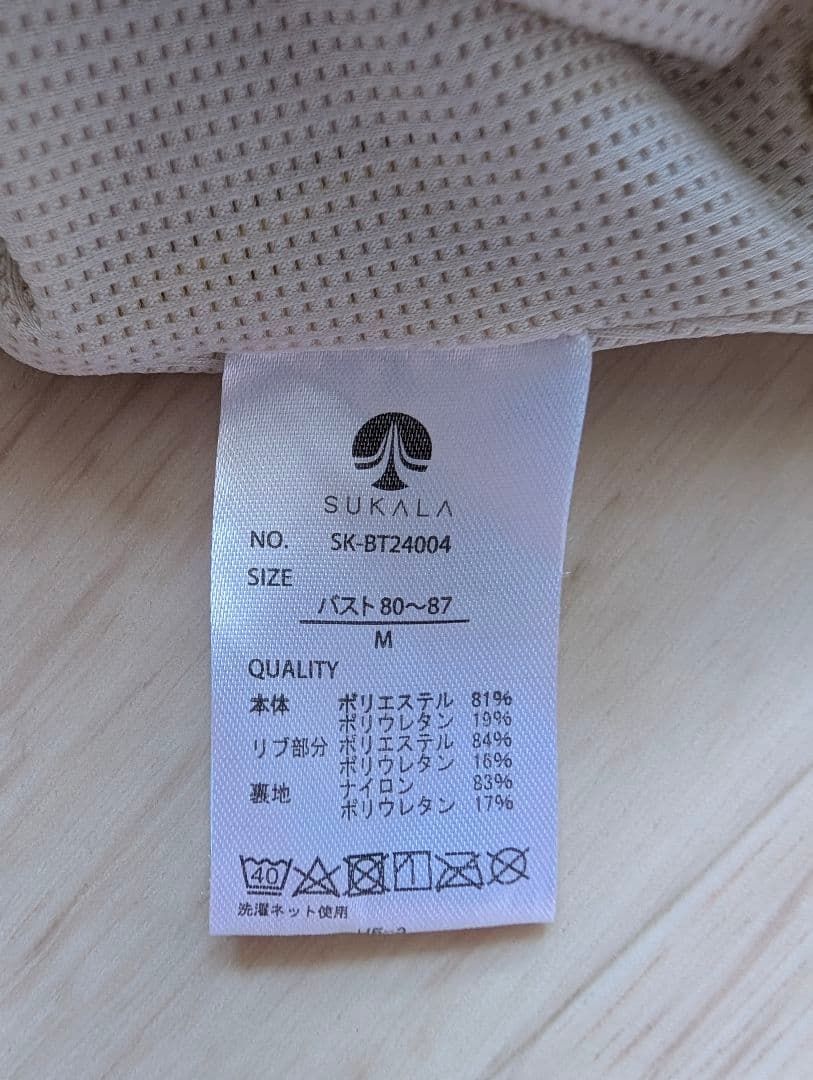 SUKALA
NO. SK-BT24004
SIZE
バスト80～87
M
QUALITY
本体 ポリエステル 81%
ポリウレタン 19%
リブ部分 ポリエステル 84%
ポリウレタン 16%
裏地 ナイロン 83%
ポリウレタン 17%
40
洗濯ネット使用